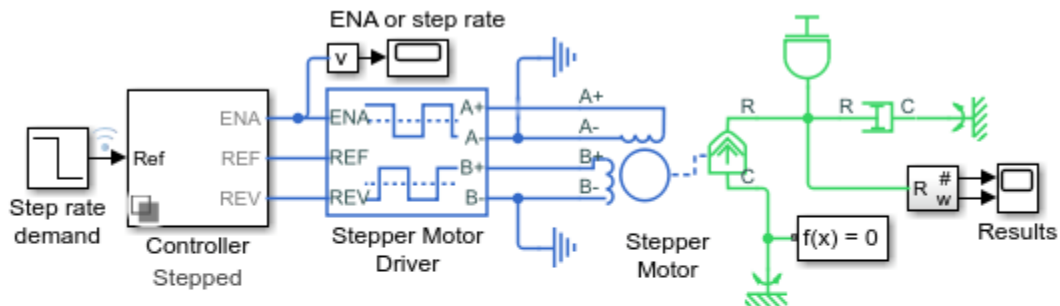 ENA or step rate
v
ENA
REF
REV
Ref
ENA
REF
REV
A+
A-
B+
B-
A+
A-
B+
B-
R
C
R
C
R
#
w
f(x) = 0
Step rate
demand
Controller
Stepped
Stepper Motor
Driver
Stepper
Motor
Results